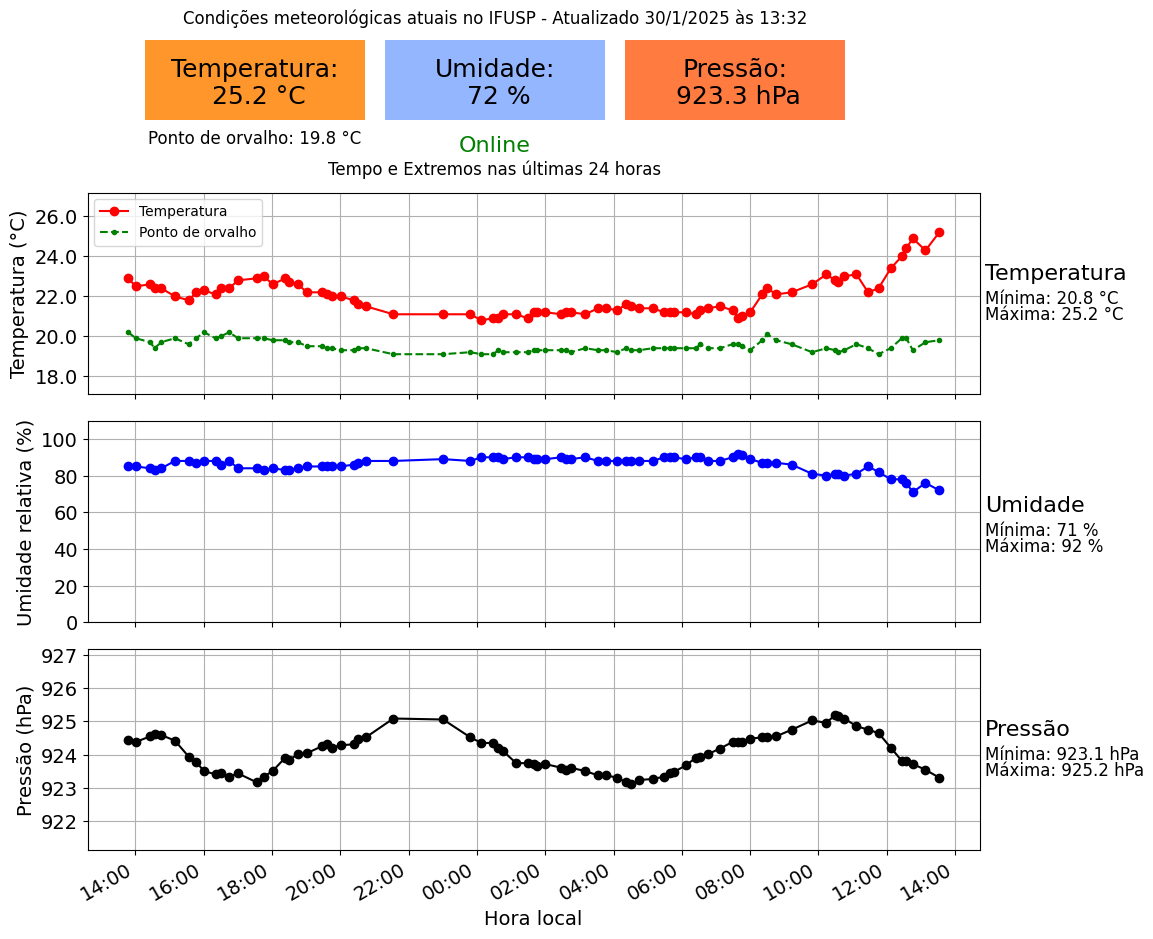 Condições meteorológicas atuais no IFUSP - Atualizado 30/1/2025 às 13:32
Temperatura:
25.2 °C
Umidade:
72 %
Pressão:
923.3 hPa
Ponto de orvalho: 19.8 °C
Online
Tempo e Extremos nas últimas 24 horas
Temperatura (°C)
26.0
24.0
22.0
20.0
18.0
Temperatura
Ponto de orvalho
Temperatura
Mínima: 20.8 °C
Máxima: 25.2 °C
Umidade relativa (%)
100
80
60
40
20
0
Umidade
Mínima: 71 %
Máxima: 92 %
Pressão (hPa)
927
926
925
924
923
922
Pressão
Mínima: 923.1 hPa
Máxima: 925.2 hPa
14:00 16:00 18:00 20:00 22:00 00:00 02:00 04:00 06:00 08:00 10:00 12:00 14:00
Hora local